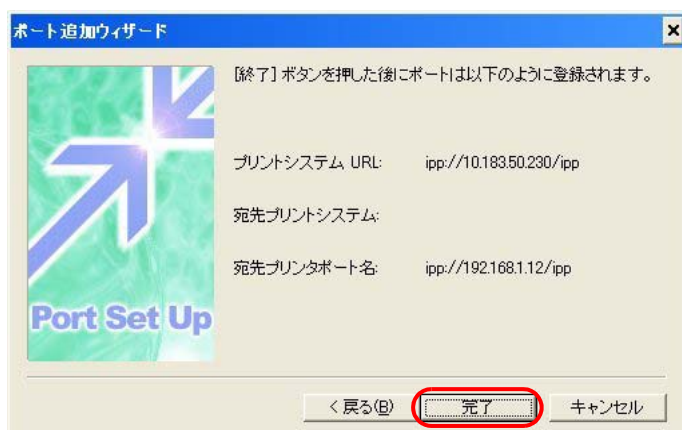 ポート追加ウィザード
[終了] ボタンを押した後にポートは以下のように登録されます。
プリントシステム URL: ipp://10.183.50.230/ipp
宛先プリントシステム:
宛先プリンタポート名: ipp://192.168.1.12/ipp
Port Set Up
< 戻る(B) 完了 キャンセル